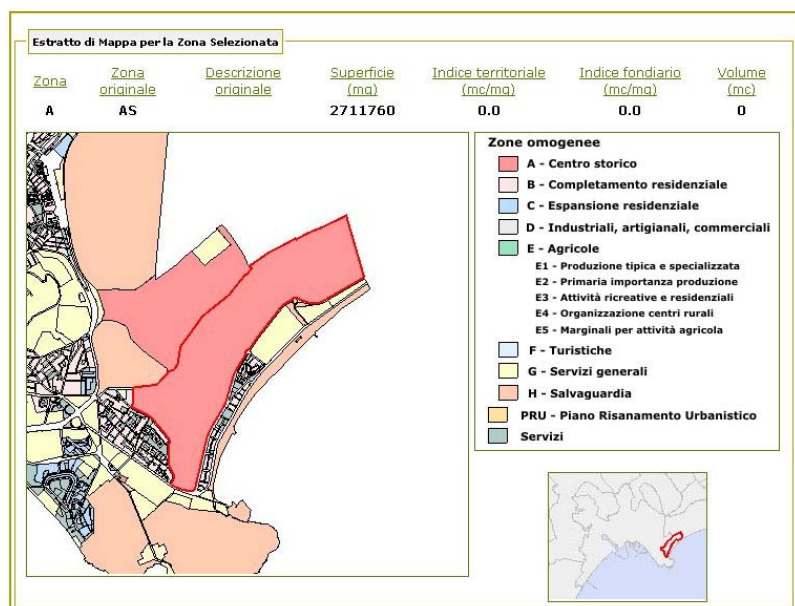 Estratto di Mappa per la Zona Selezionata
Zona
Zona originale
Descrizione originale
Superficie (mq)
Indice territoriale (mc/mq)
Indice fondiario (mc/mq)
Volume (mc)
A AS 2711760 0.0 0.0 0
Zone omogenee
A - Centro storico
B - Completamento residenziale
C - Espansione residenziale
D - Industriali, artigianali, commerciali
E - Agricole
E1 - Produzione tipica e specializzata
E2 - Primaria importanza produzione
E3 - Attività ricreative e residenziali
E4 - Organizzazione centri rurali
E5 - Marginali per attività agricola
F - Turistiche
G - Servizi generali
H - Salvaguardia
PRU - Piano Risanamento Urbanistico
Servizi